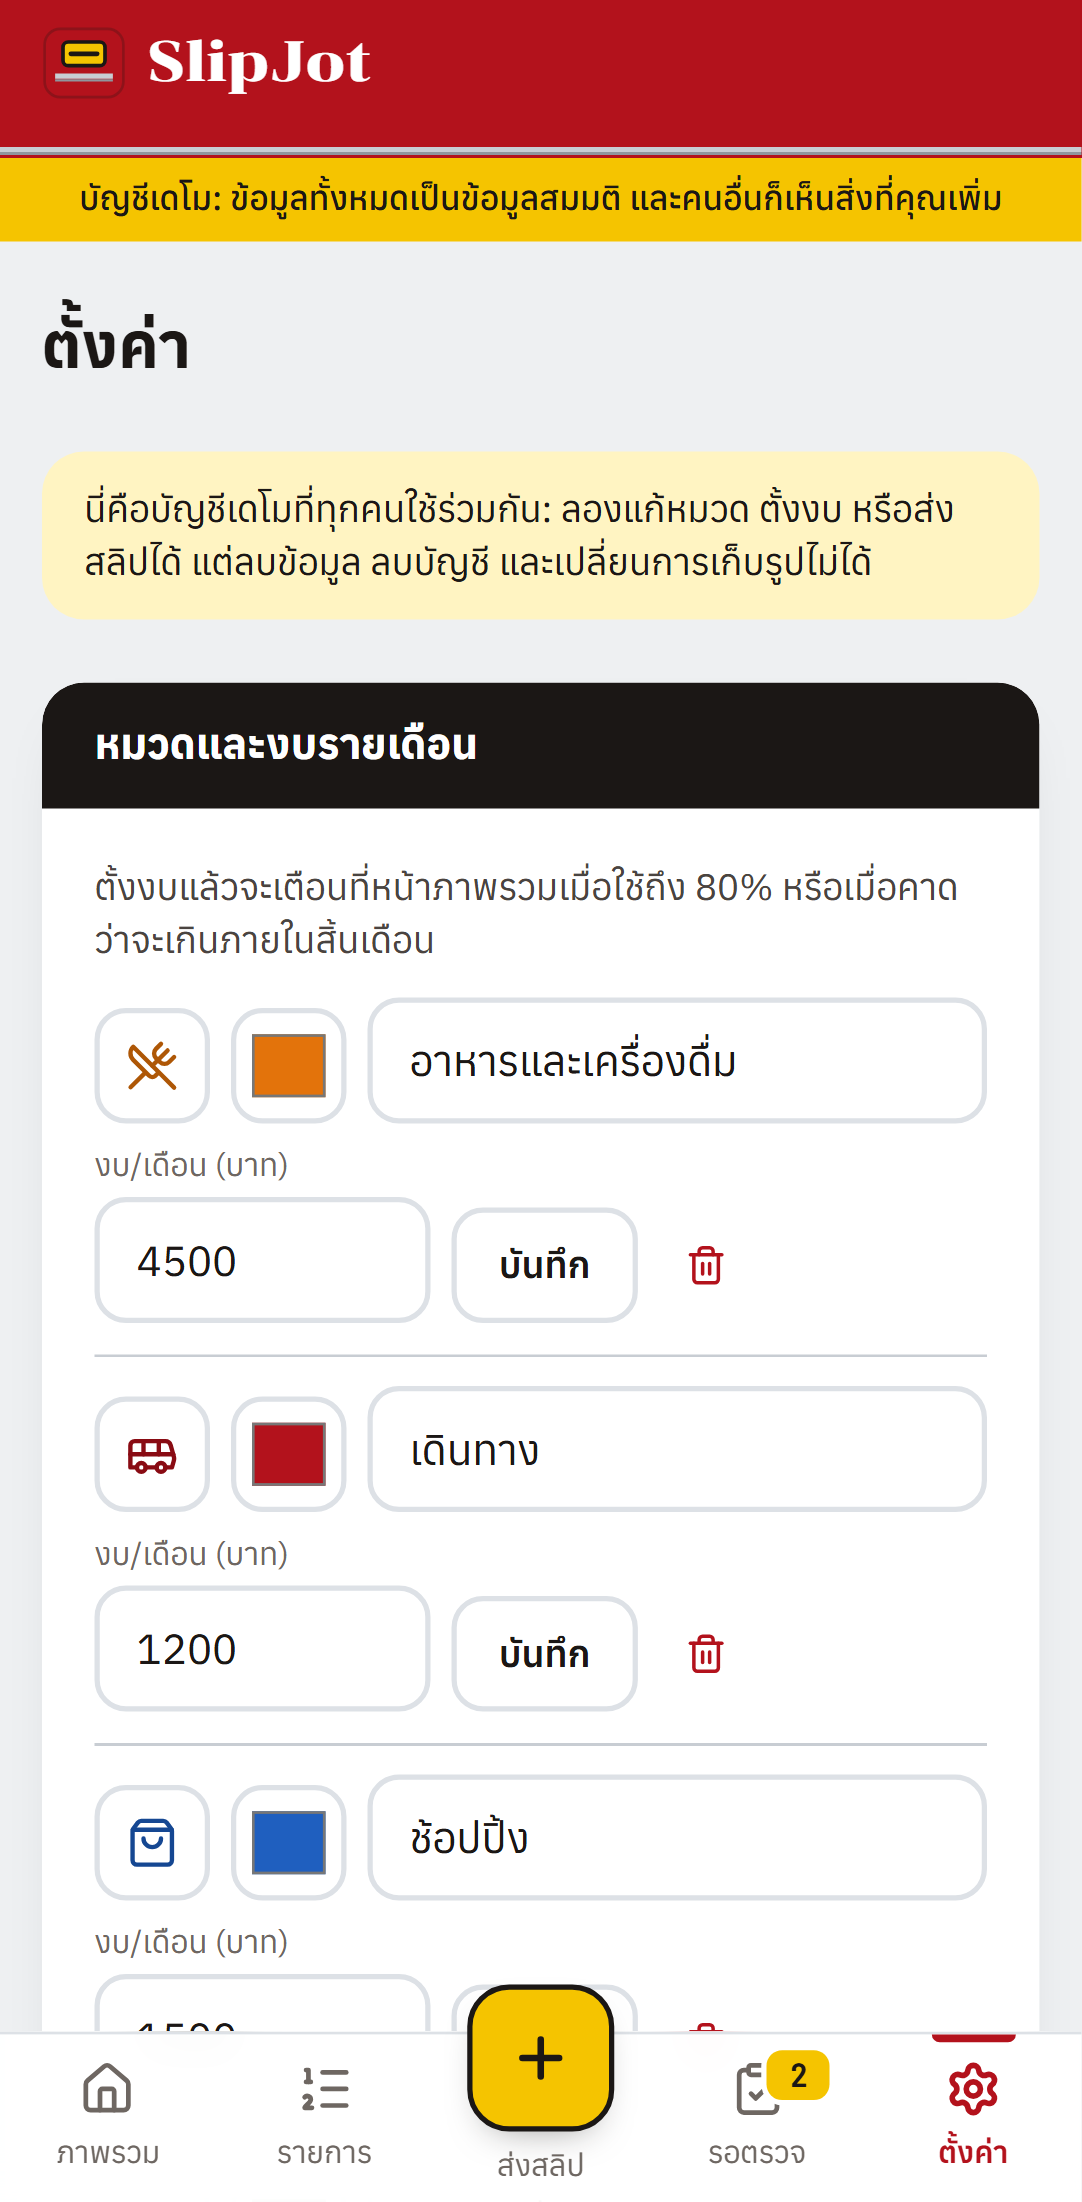 SlipJot
บัญชีเดโม: ข้อมูลทั้งหมดเป็นข้อมูลสมมติ และคนอื่นก็เห็นสิ่งที่คุณเพิ่ม
ตั้งค่า
นี่คือบัญชีเดโมที่ทุกคนใช้ร่วมกัน: ลองแก้หมวด ตั้งงบ หรือส่ง
สลิปได้ แต่ลบข้อมูล ลบบัญชี และเปลี่ยนการเก็บรูปไม่ได้
หมวดและงบรายเดือน
ตั้งงบแล้วจะเตือนที่หน้าภาพรวมเมื่อใช้ถึง 80% หรือเมื่อคาด
ว่าจะเกินภายในสิ้นเดือน
อาหารและเครื่องดื่ม
งบ/เดือน (บาท)
4500 บันทึก
เดินทาง
งบ/เดือน (บาท)
1200 บันทึก
ช้อปปิ้ง
งบ/เดือน (บาท)
1500
2
ภาพรวม รายการ ส่งสลิป รอตรวจ ตั้งค่า